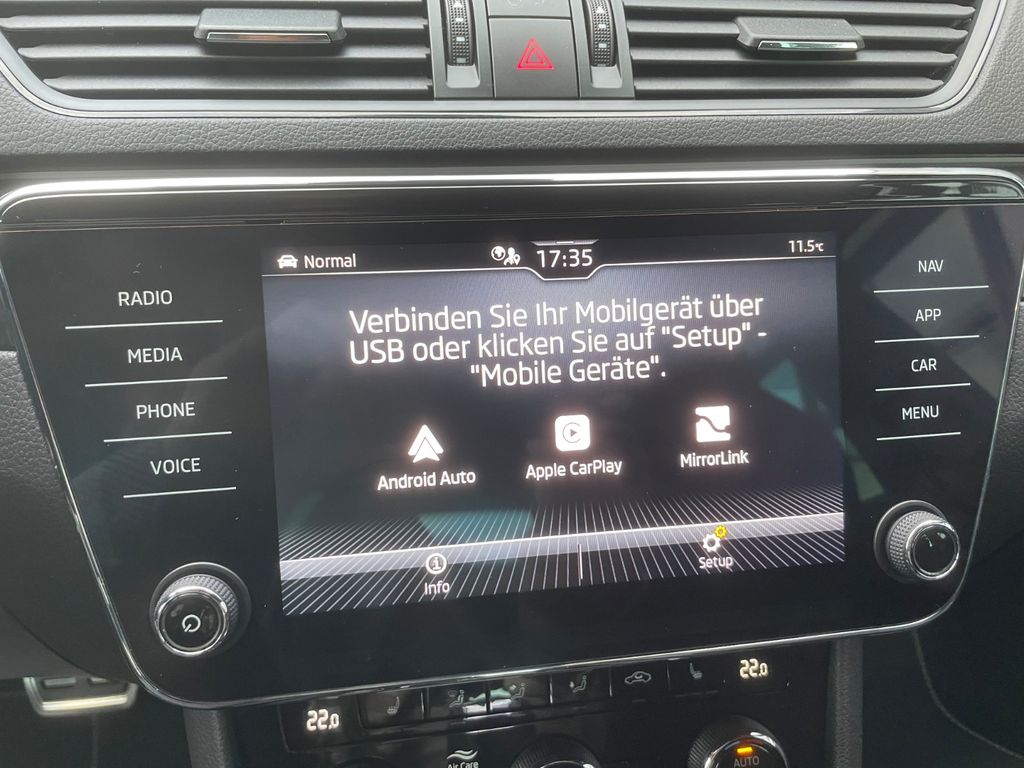 Normal
17:35
11.5°C
RADIO
MEDIA
PHONE
VOICE
Verbinden Sie Ihr Mobilgerät über
USB oder klicken Sie auf "Setup" -
"Mobile Geräte".
Android Auto
Apple CarPlay
MirrorLink
Info
Setup
NAV
APP
CAR
MENU
22.0
22.0
Air Care
AUTO